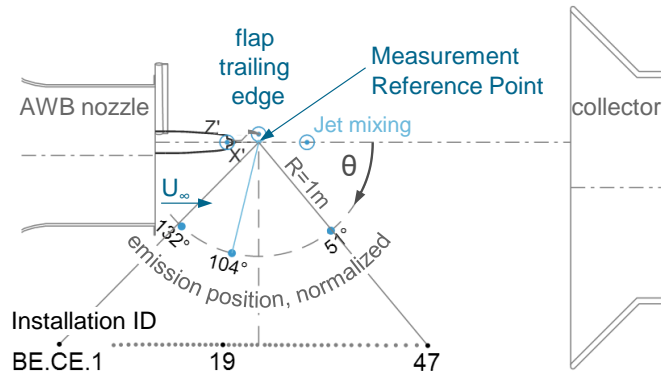 flap
trailing
edge
Measurement
Reference Point
AWB nozzle
collector
Z'
X'
Jet mixing
R=1m
θ
U∞
132°
104°
51°
emission position, normalized
Installation ID
BE.CE.1
19
47